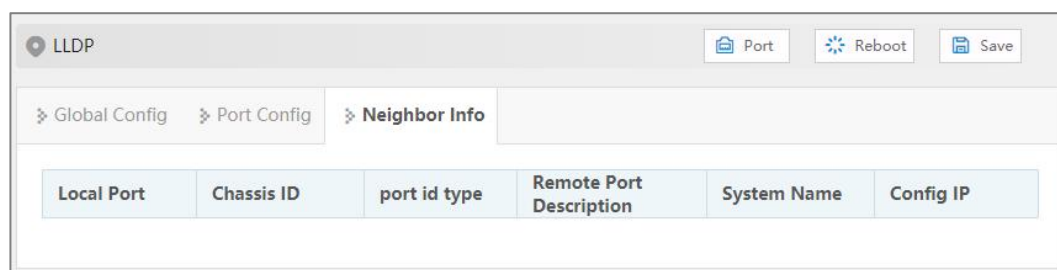 LLDP Port Reboot Save
Global Config Port Config Neighbor Info
Local Port Chassis ID port id type Remote Port Description System Name Config IP